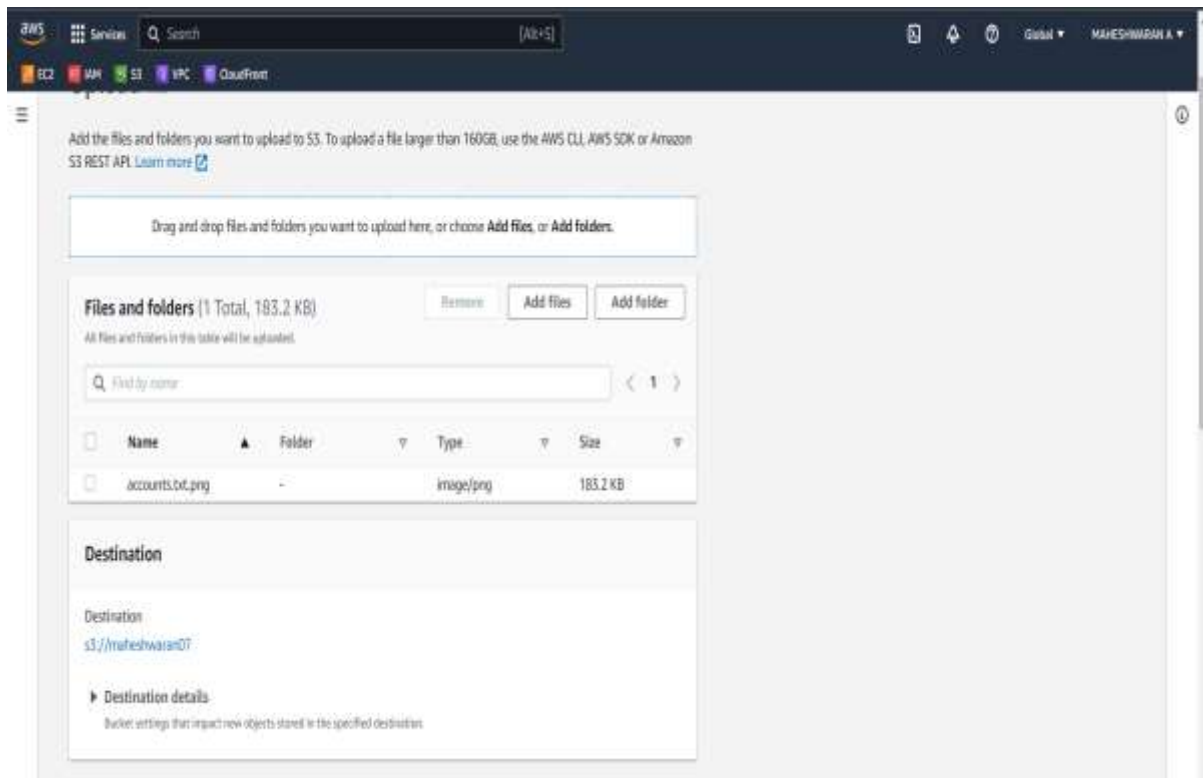 aws
Services
Search
[Alt+S]
Global
MAHESHWARAN A
EC2
IAM
S3
VPC
CloudFront
Upload
Add the files and folders you want to upload to S3. To upload a file larger than 160GB, use the AWS CLI, AWS SDK or Amazon
S3 REST API. Learn more
Drag and drop files and folders you want to upload here, or choose Add files, or Add folders.
Files and folders (1 Total, 183.2 KB)
Remove
Add files
Add folder
All files and folders in this table will be uploaded.
Find by name
1
Name
Folder
Type
Size
accounts.txt.png
-
image/png
183.2 KB
Destination
Destination
s3://maheshwaran07
Destination details
Bucket settings that impact new objects stored in the specified destination.